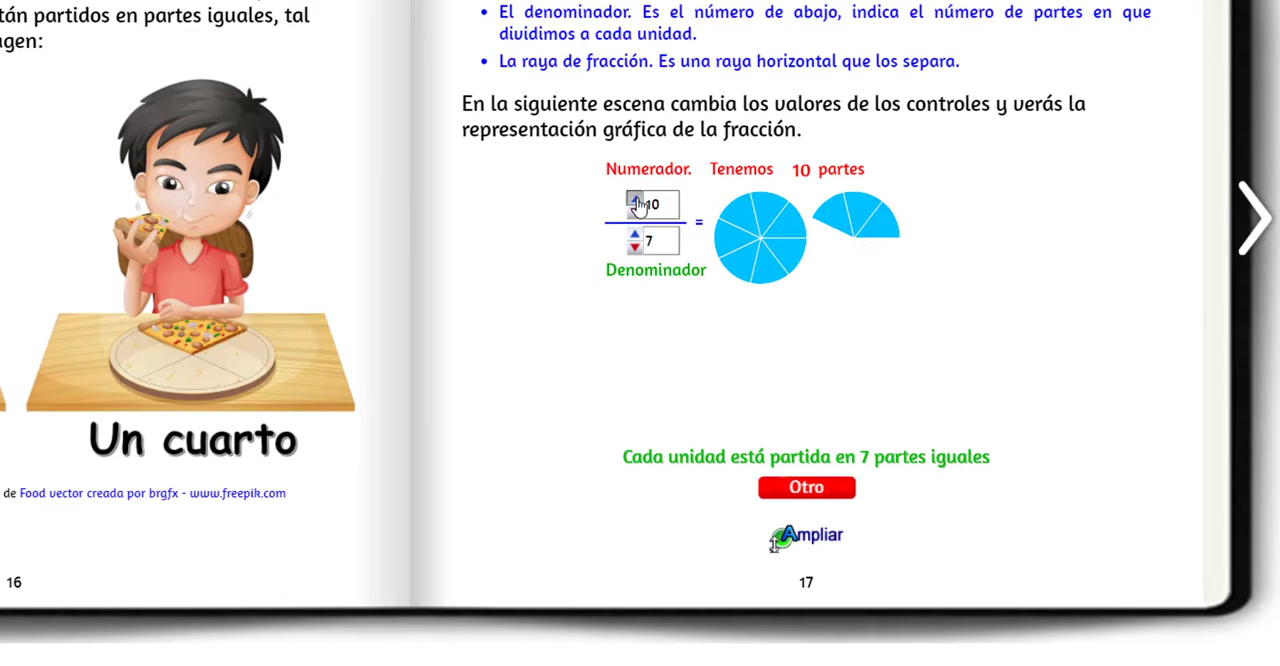 tán partidos en partes iguales, tal
agen:
Un cuarto
de Food vector creada por brgfx - www.freepik.com
16
• El denominador. Es el número de abajo, indica el número de partes en que
dividimos a cada unidad.
• La raya de fracción. Es una raya horizontal que los separa.
En la siguiente escena cambia los valores de los controles y verás la
representación gráfica de la fracción.
Numerador. Tenemos 10 partes
10
=
7
Denominador
Cada unidad está partida en 7 partes iguales
Otro
Ampliar
17